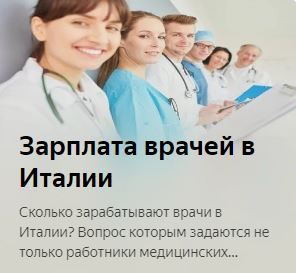 Зарплата врачей в
Италии
Сколько зарабатывают врачи в
Италии? Вопрос которым задаются не
только работники медицинских...